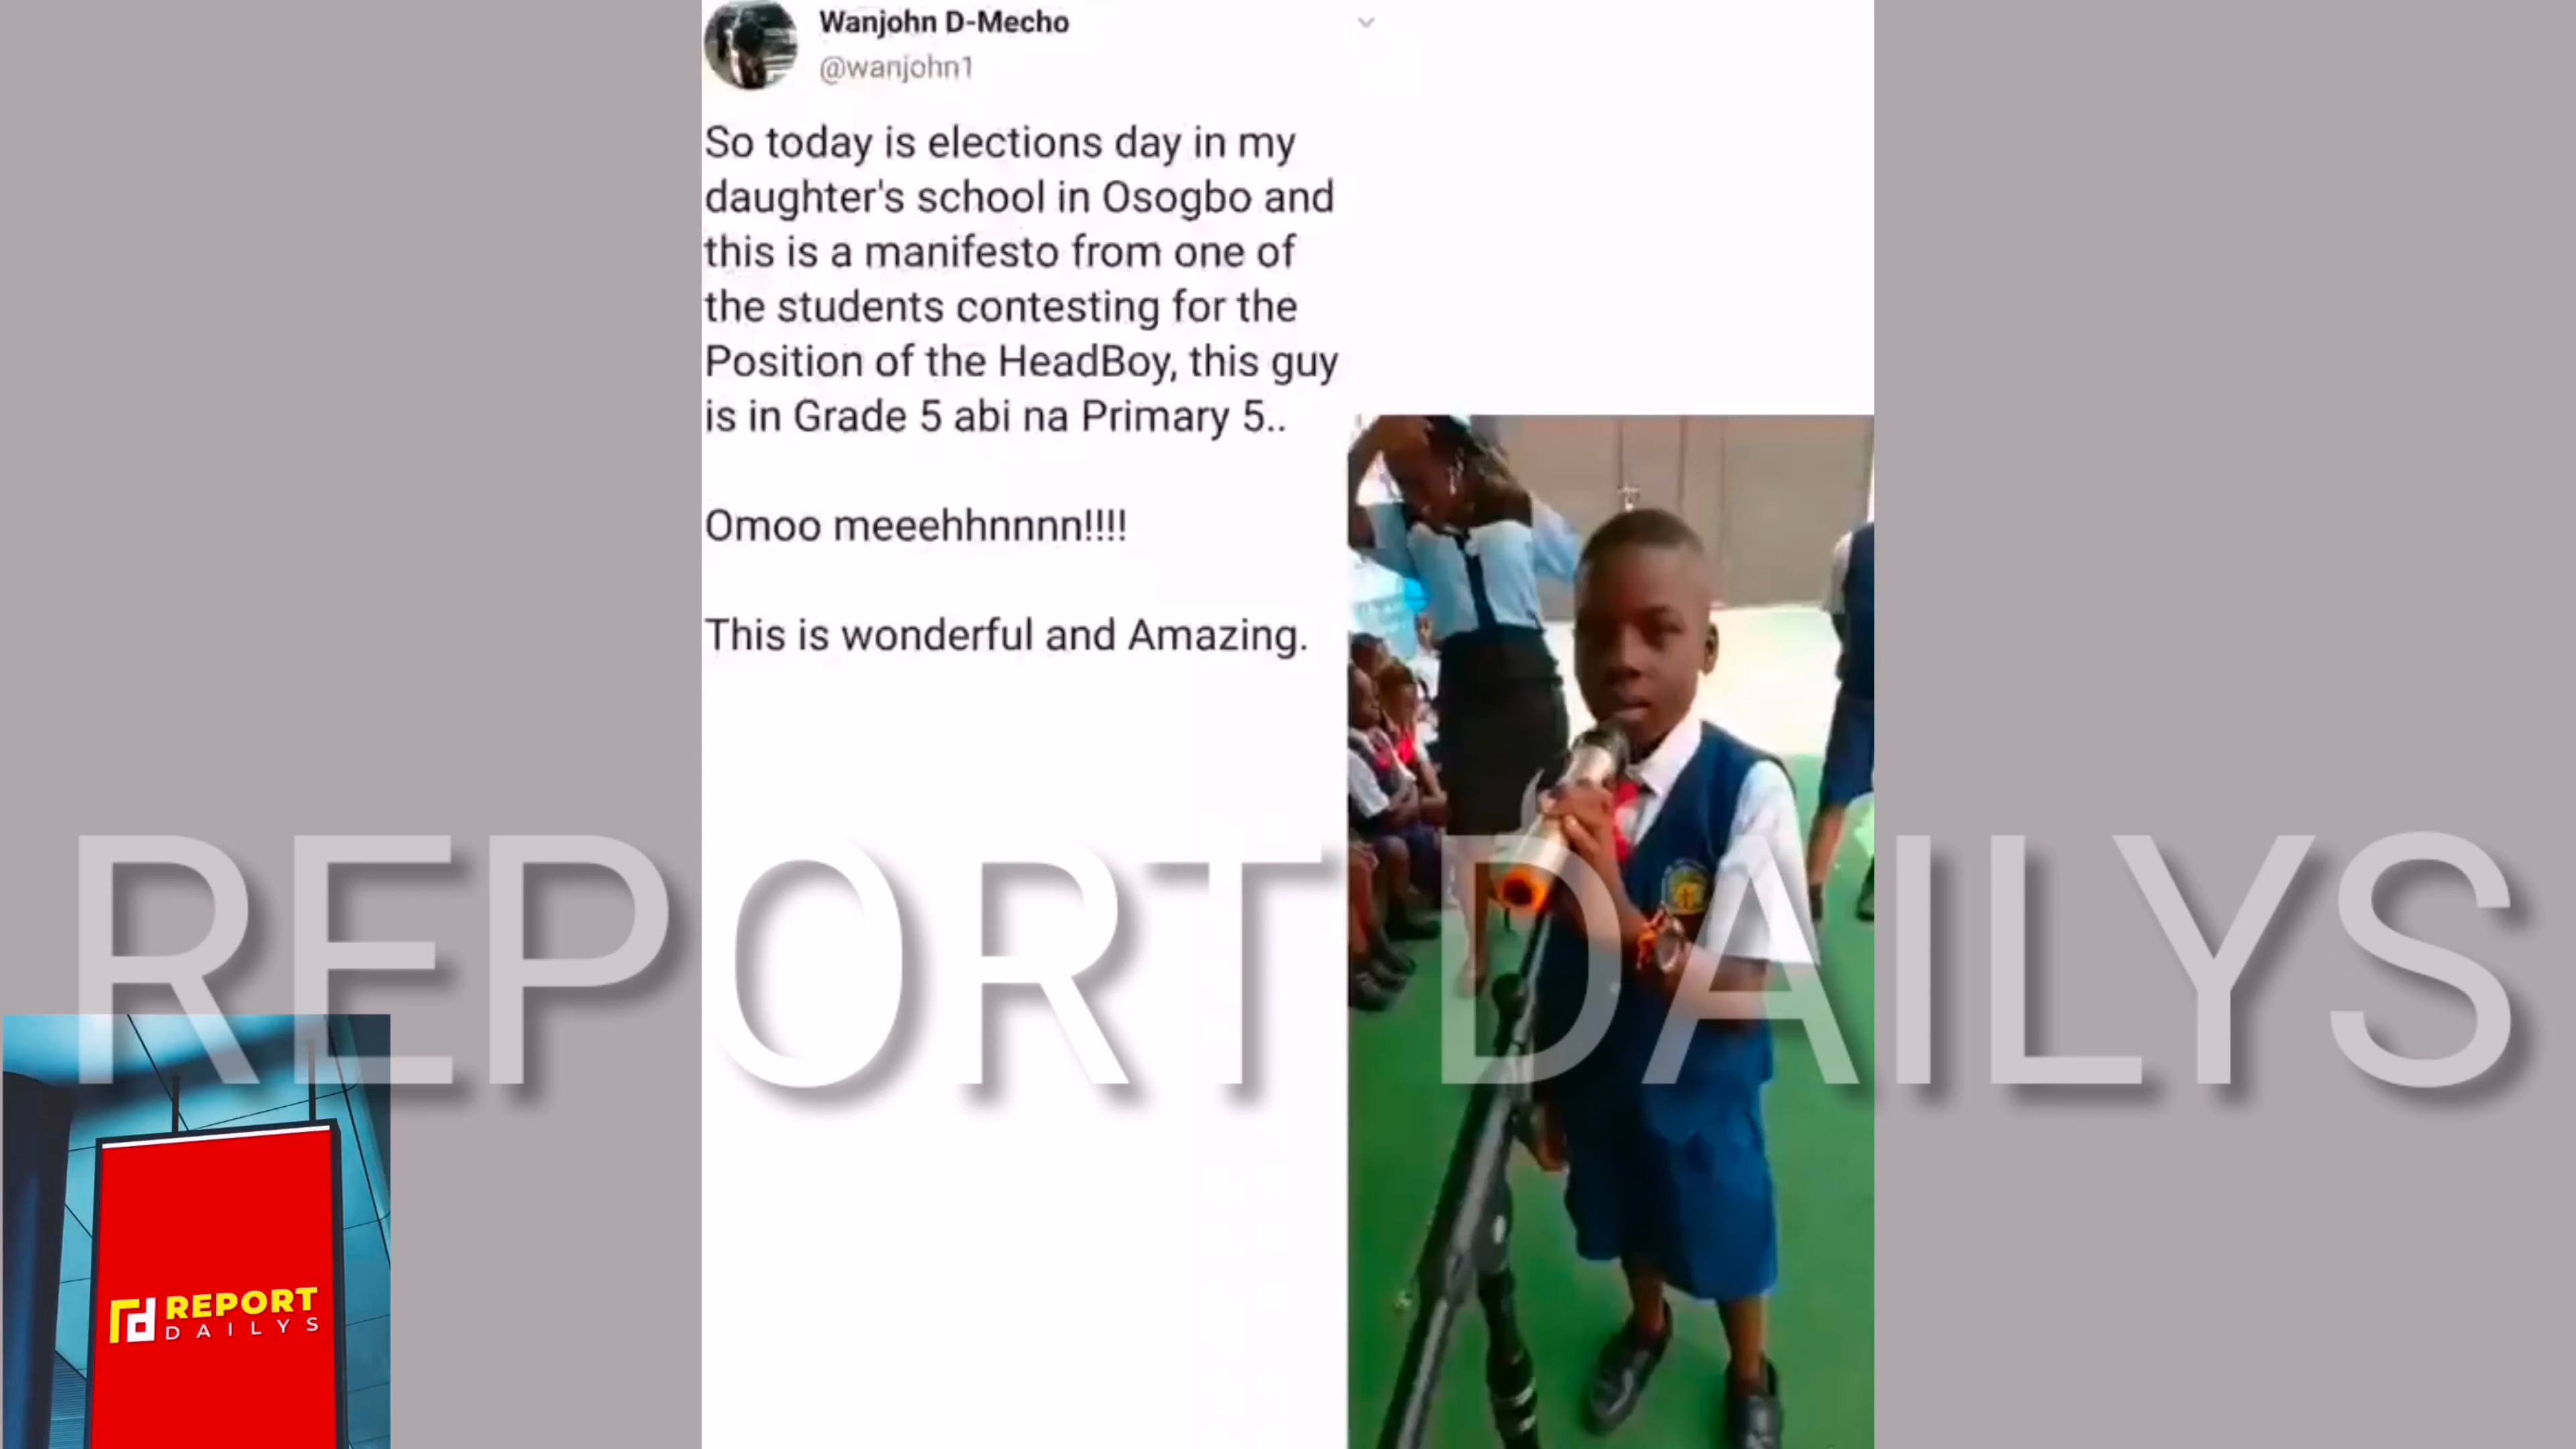 Wanjohn D-Mecho
@wanjohn1
So today is elections day in my
daughter's school in Osogbo and
this is a manifesto from one of
the students contesting for the
Position of the HeadBoy, this guy
is in Grade 5 abi na Primary 5..
Omoo meeehhnnnn!!!!
This is wonderful and Amazing.
REPORT DAILYS
rd REPORT
DAILYS